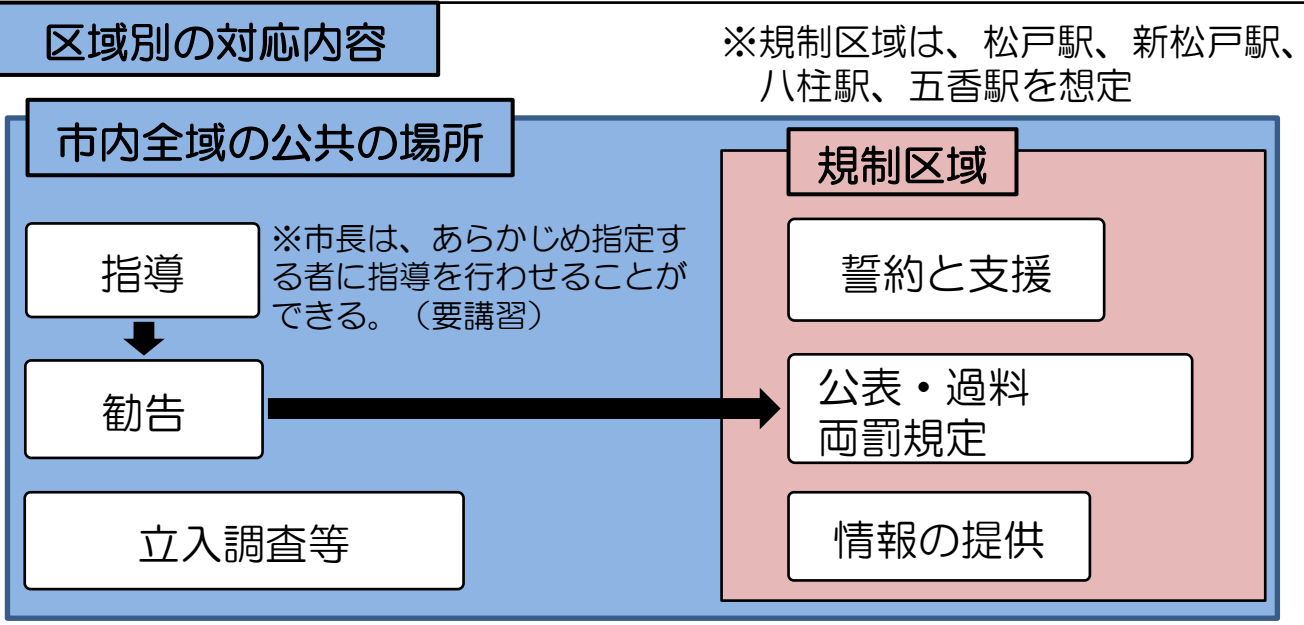 区域別の対応内容
※規制区域は、松戸駅、新松戸駅、
八柱駅、五香駅を想定
市内全域の公共の場所
規制区域
指導
※市長は、あらかじめ指定す
る者に指導を行わせることが
できる。（要講習）
誓約と支援
勧告
公表・過料
両罰規定
立入調査等
情報の提供